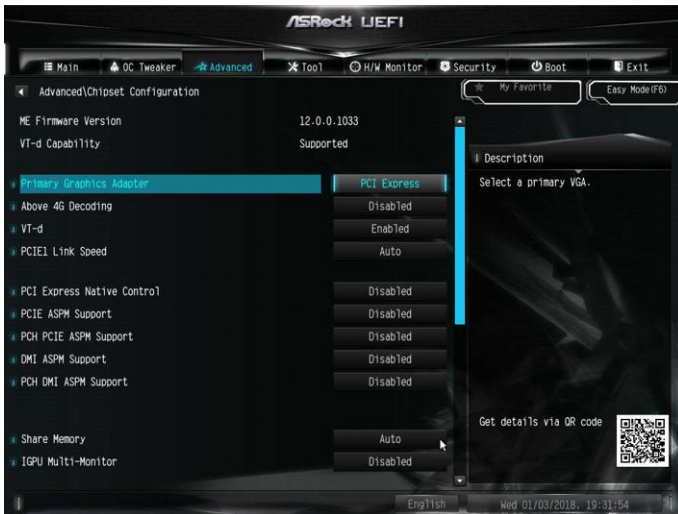 ASRock UEFI
Main OC Tweaker Advanced Tool H/W Monitor Security Boot Exit
Advanced\Chipset Configuration
My Favorite Easy Mode(F6)
ME Firmware Version 12.0.0.1033
VT-d Capability Supported
Description
Primary Graphics Adapter PCI Express
Select a primary VGA.
Above 4G Decoding Disabled
VT-d Enabled
PCIE1 Link Speed Auto
PCI Express Native Control Disabled
PCIE ASPM Support Disabled
PCH PCIE ASPM Support Disabled
DMI ASPM Support Disabled
PCH DMI ASPM Support Disabled
Get details via QR code
Share Memory Auto
IGPU Multi-Monitor Disabled
English Wed 01/03/2018. 19:31:54